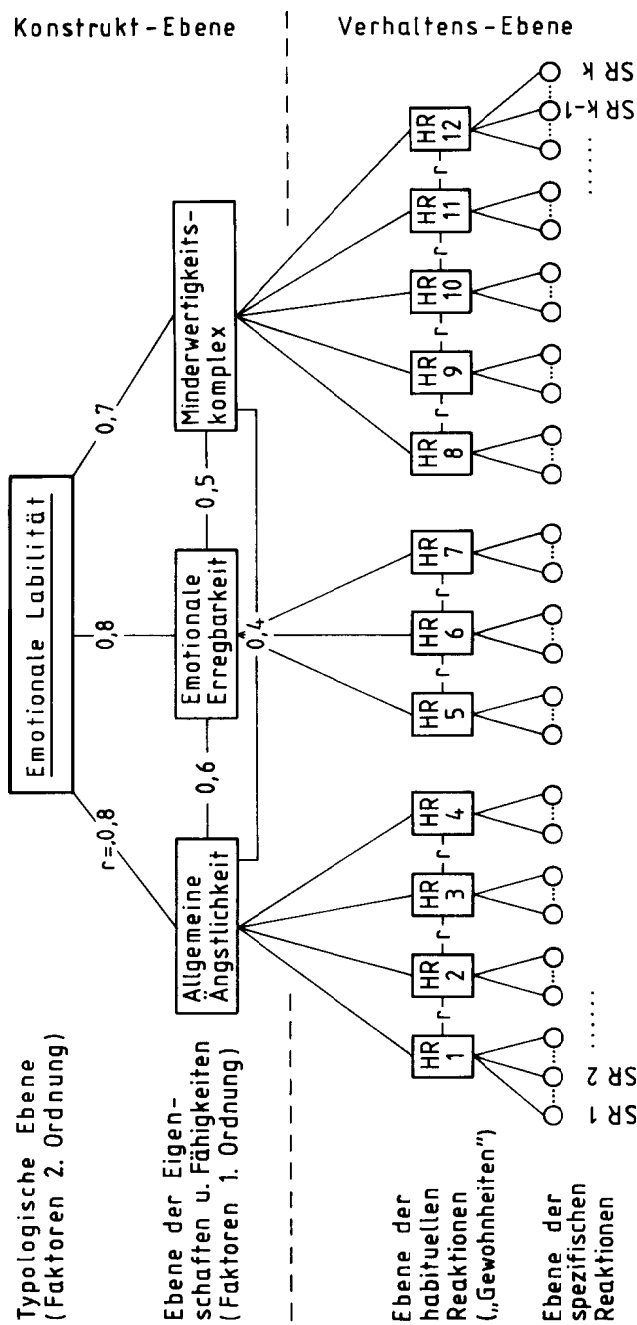 Konstrukt-Ebene
Verhaltens-Ebene
Typologische Ebene
(Faktoren 2. Ordnung)
Emotionale Labilität
r=.0,8
0,8
0,7
Ebene der Eigen-
schaften u. Fähigkeiten
(Faktoren 1. Ordnung)
Allgemeine
Ängstlichkeit
0,6
Emotionale
Erregbarkeit
0,5
Minderwertigkeits-
komplex
0,4
Ebene der
habituellen
Reaktionen
(„Gewohnheiten")
HR
1
r
HR
2
r
HR
3
r
HR
4
HR
5
r
HR
6
r
HR
7
HR
8
r
HR
9
r
HR
10
r
HR
11
r
HR
12
Ebene der
spezifischen
Reaktionen
SR 1
SR 2
......
......
SR k-1
SR k